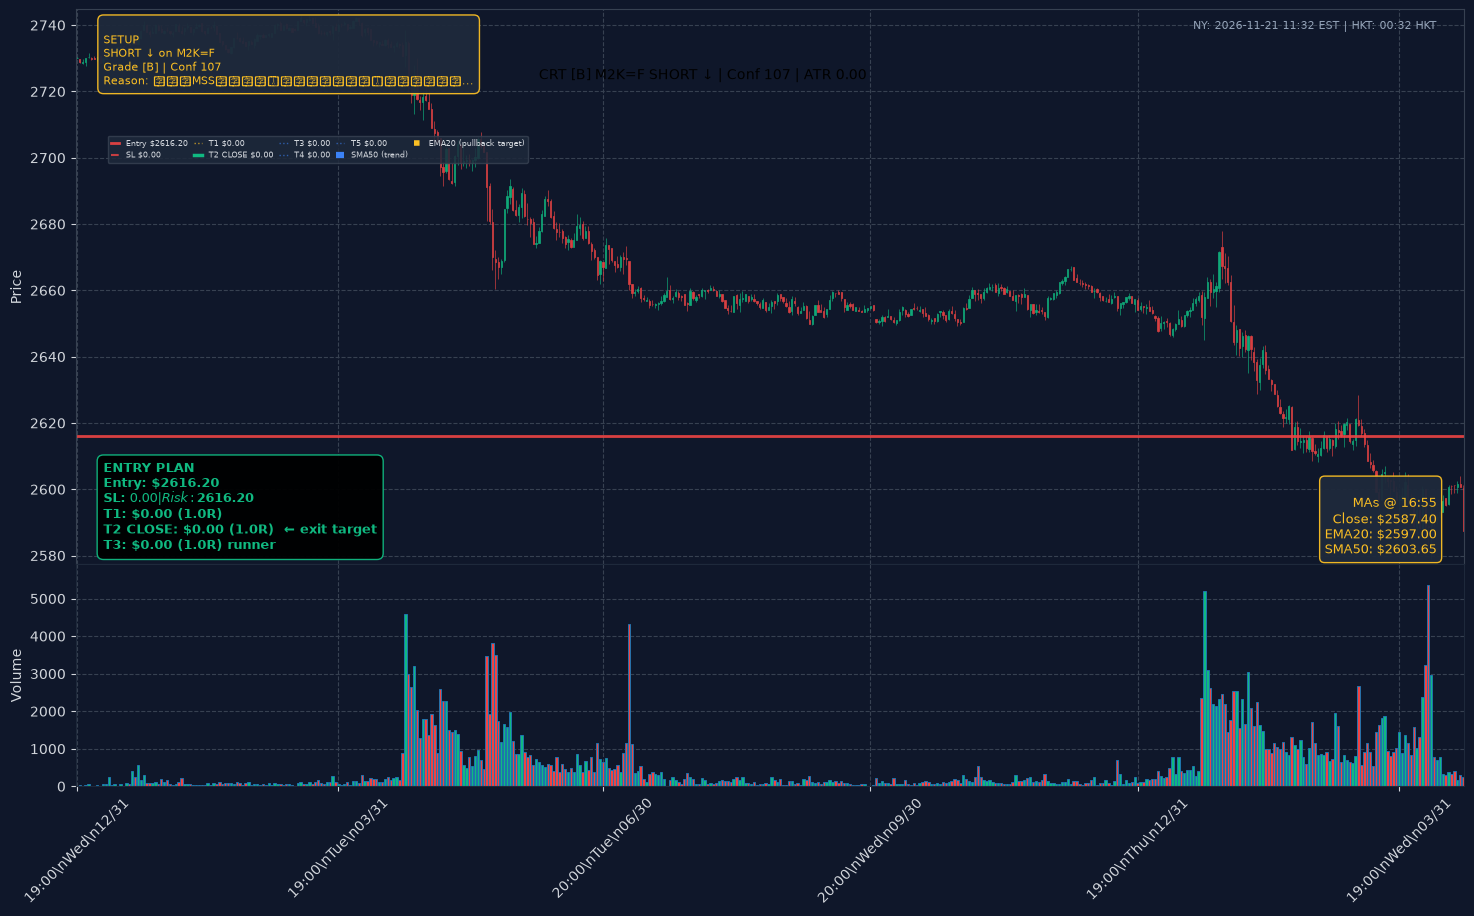 NY: 2026-11-21 11:32 EST | HKT: 00:32 HKT
SETUP
SHORT ↓ on M2K=F
Grade [B] | Conf 107
Reason: MSS
CRT [B] M2K=F SHORT ↓ | Conf 107 | ATR 0.00
Entry $2616.20
SL $0.00
T1 $0.00
T2 CLOSE $0.00
T3 $0.00
T4 $0.00
T5 $0.00
SMA50 (trend)
EMA20 (pullback target)
Price
2740
2720
2700
2680
2660
2640
2620
2600
2580
ENTRY PLAN
Entry: $2616.20
SL: 0.00|Risk:2616.20
T1: $0.00 (1.0R)
T2 CLOSE: $0.00 (1.0R) ← exit target
T3: $0.00 (1.0R) runner
MAs @ 16:55
Close: $2587.40
EMA20: $2597.00
SMA50: $2603.65
Volume
5000
4000
3000
2000
1000
0
19:00\nWed\n12/31
19:00\nTue\n03/31
20:00\nTue\n06/30
20:00\nWed\n09/30
19:00\nThu\n12/31
19:00\nWed\n03/31